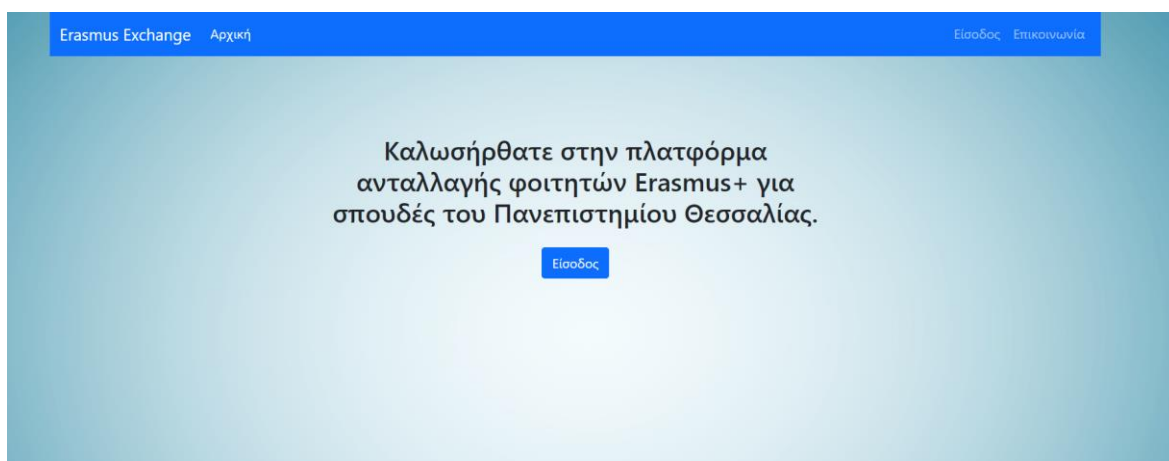 Erasmus Exchange Αρχική Είσοδος Επικοινωνία
Καλωσήρθατε στην πλατφόρμα
ανταλλαγής φοιτητών Erasmus+ για
σπουδές του Πανεπιστημίου Θεσσαλίας.
Είσοδος